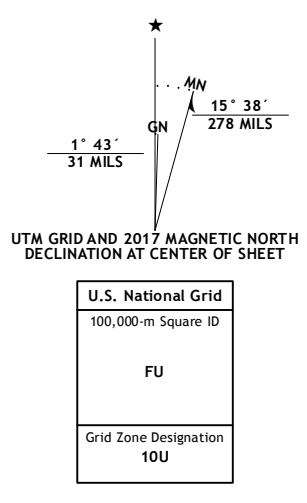 ★
MN
GN
15° 38´
278 MILS
1° 43´
31 MILS
UTM GRID AND 2017 MAGNETIC NORTH
DECLINATION AT CENTER OF SHEET
U.S. National Grid
100,000-m Square ID
FU
Grid Zone Designation
10U